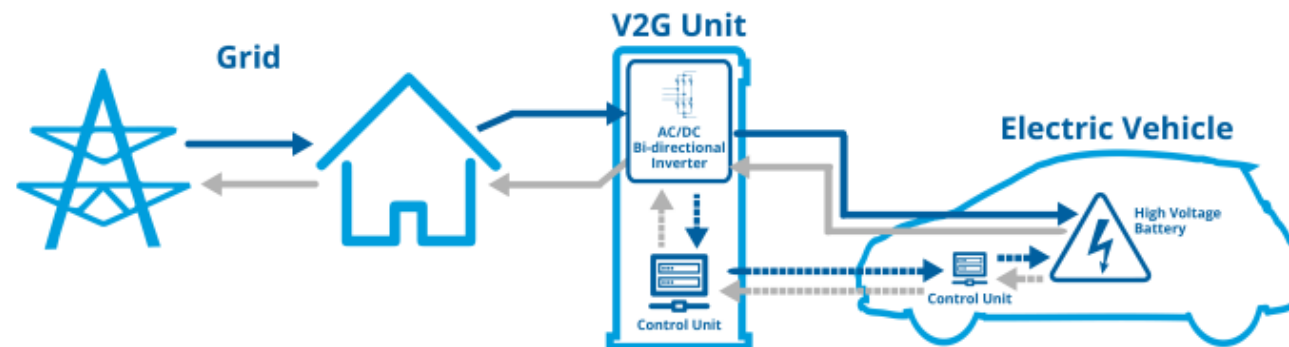 V2G Unit
Grid
AC/DC
Bi-directional
Inverter
Electric Vehicle
High Voltage
Battery
Control Unit
Control Unit